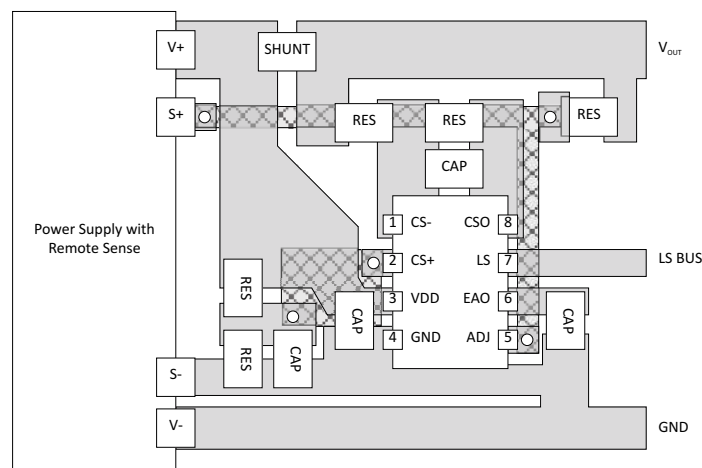 V+
SHUNT
V_OUT
S+
RES
RES
RES
CAP
Power Supply with
Remote Sense
1 CS- CSO 8
2 CS+ LS 7
LS BUS
3 VDD EAO 6
4 GND ADJ 5
RES
CAP
CAP
RES
CAP
S-
V-
GND